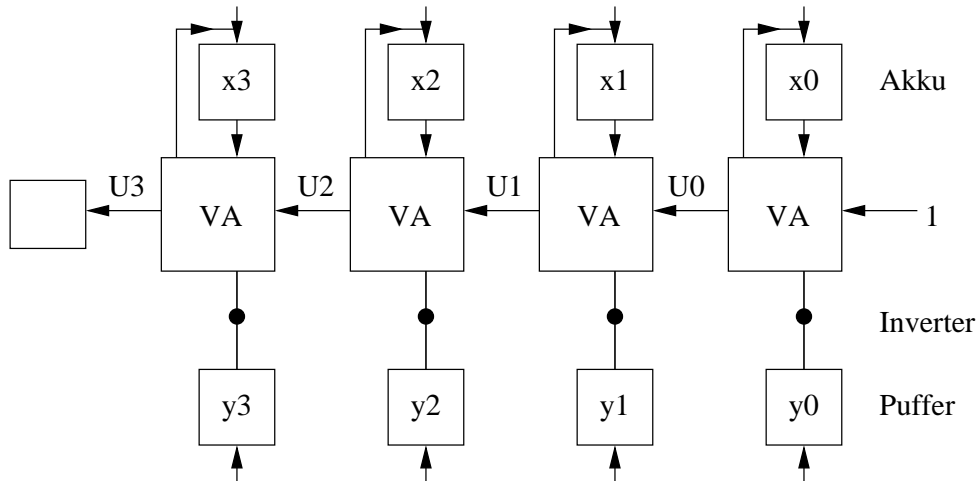 x3 x2 x1 x0 Akku
U3 U2 U1 U0
VA VA VA VA 1
Inverter
y3 y2 y1 y0 Puffer